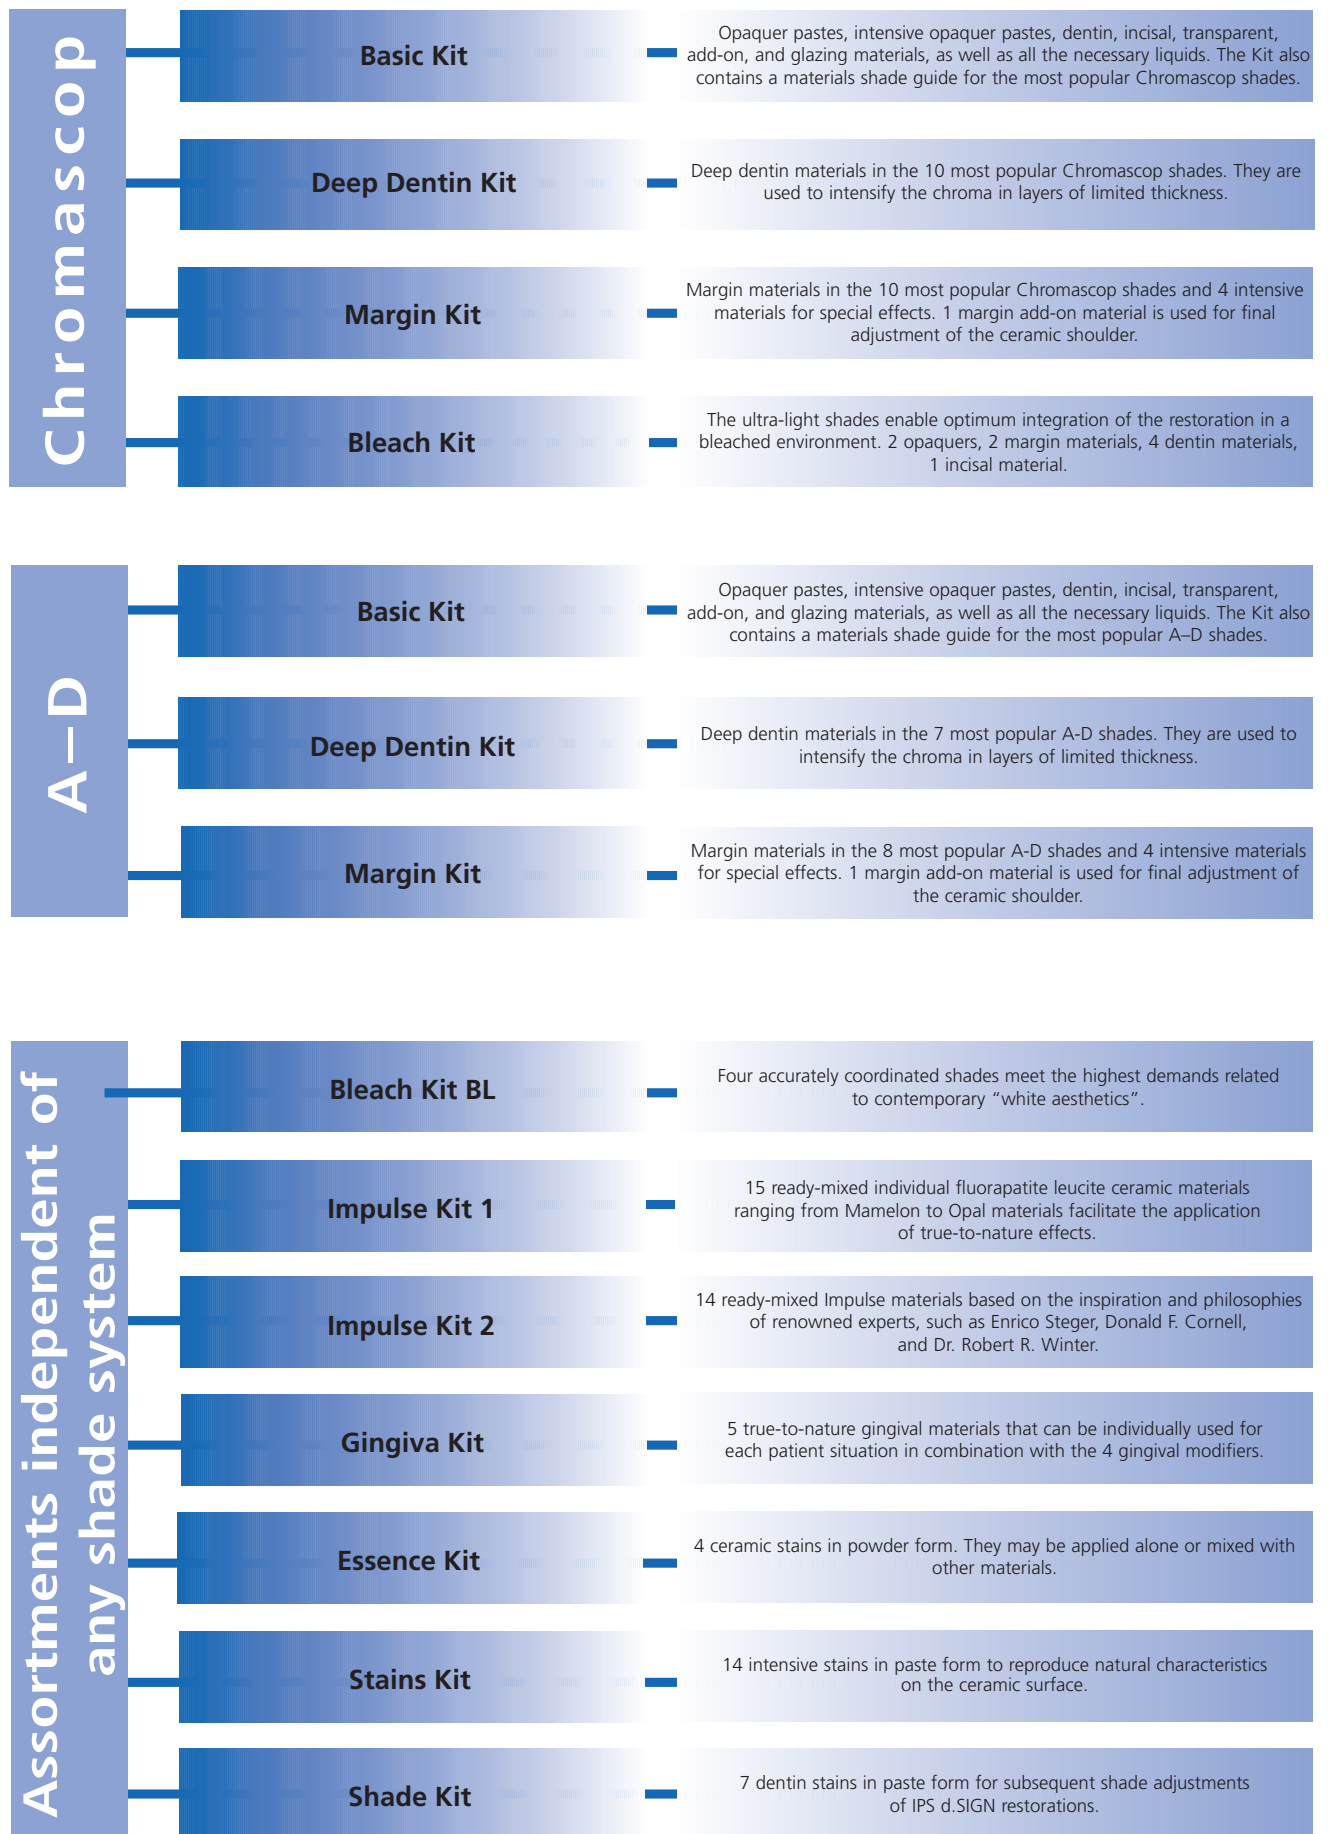 Chromascop
Basic Kit
Opaquer pastes, intensive opaquer pastes, dentin, incisal, transparent,
add-on, and glazing materials, as well as all the necessary liquids. The Kit also
contains a materials shade guide for the most popular Chromascop shades.
Deep Dentin Kit
Deep dentin materials in the 10 most popular Chromascop shades. They are
used to intensify the chroma in layers of limited thickness.
Margin Kit
Margin materials in the 10 most popular Chromascop shades and 4 intensive
materials for special effects. 1 margin add-on material is used for final
adjustment of the ceramic shoulder.
Bleach Kit
The ultra-light shades enable optimum integration of the restoration in a
bleached environment. 2 opaquers, 2 margin materials, 4 dentin materials,
1 incisal material.
A–D
Basic Kit
Opaquer pastes, intensive opaquer pastes, dentin, incisal, transparent,
add-on, and glazing materials, as well as all the necessary liquids. The Kit also
contains a materials shade guide for the most popular A–D shades.
Deep Dentin Kit
Deep dentin materials in the 7 most popular A-D shades. They are used to
intensify the chroma in layers of limited thickness.
Margin Kit
Margin materials in the 8 most popular A-D shades and 4 intensive materials
for special effects. 1 margin add-on material is used for final adjustment of
the ceramic shoulder.
Assortments independent of
any shade system
Bleach Kit BL
Four accurately coordinated shades meet the highest demands related
to contemporary “white aesthetics”.
Impulse Kit 1
15 ready-mixed individual fluorapatite leucite ceramic materials
ranging from Mamelon to Opal materials facilitate the application
of true-to-nature effects.
Impulse Kit 2
14 ready-mixed Impulse materials based on the inspiration and philosophies
of renowned experts, such as Enrico Steger, Donald F. Cornell,
and Dr. Robert R. Winter.
Gingiva Kit
5 true-to-nature gingival materials that can be individually used for
each patient situation in combination with the 4 gingival modifiers.
Essence Kit
4 ceramic stains in powder form. They may be applied alone or mixed with
other materials.
Stains Kit
14 intensive stains in paste form to reproduce natural characteristics
on the ceramic surface.
Shade Kit
7 dentin stains in paste form for subsequent shade adjustments
of IPS d.SIGN restorations.